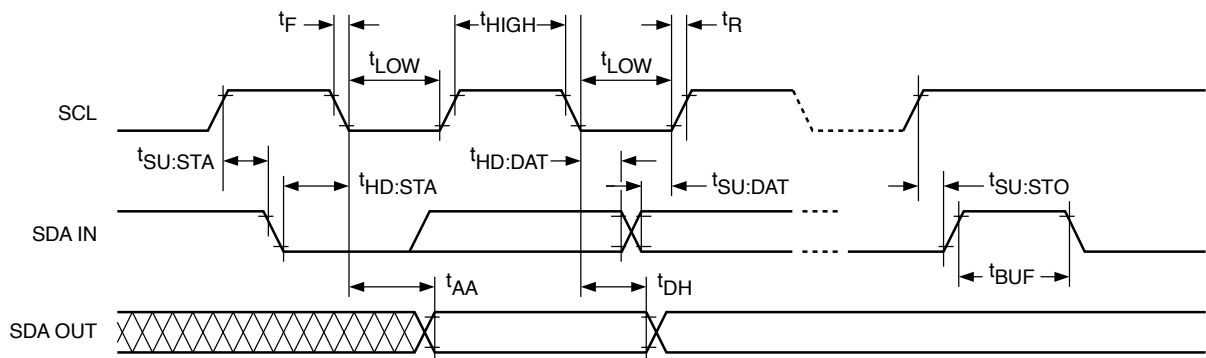 tF
tHIGH
tR
tLOW
tLOW
SCL
tSU:STA
tHD:STA
tHD:DAT
tSU:DAT
tSU:STO
SDA IN
tBUF
tAA
tDH
SDA OUT